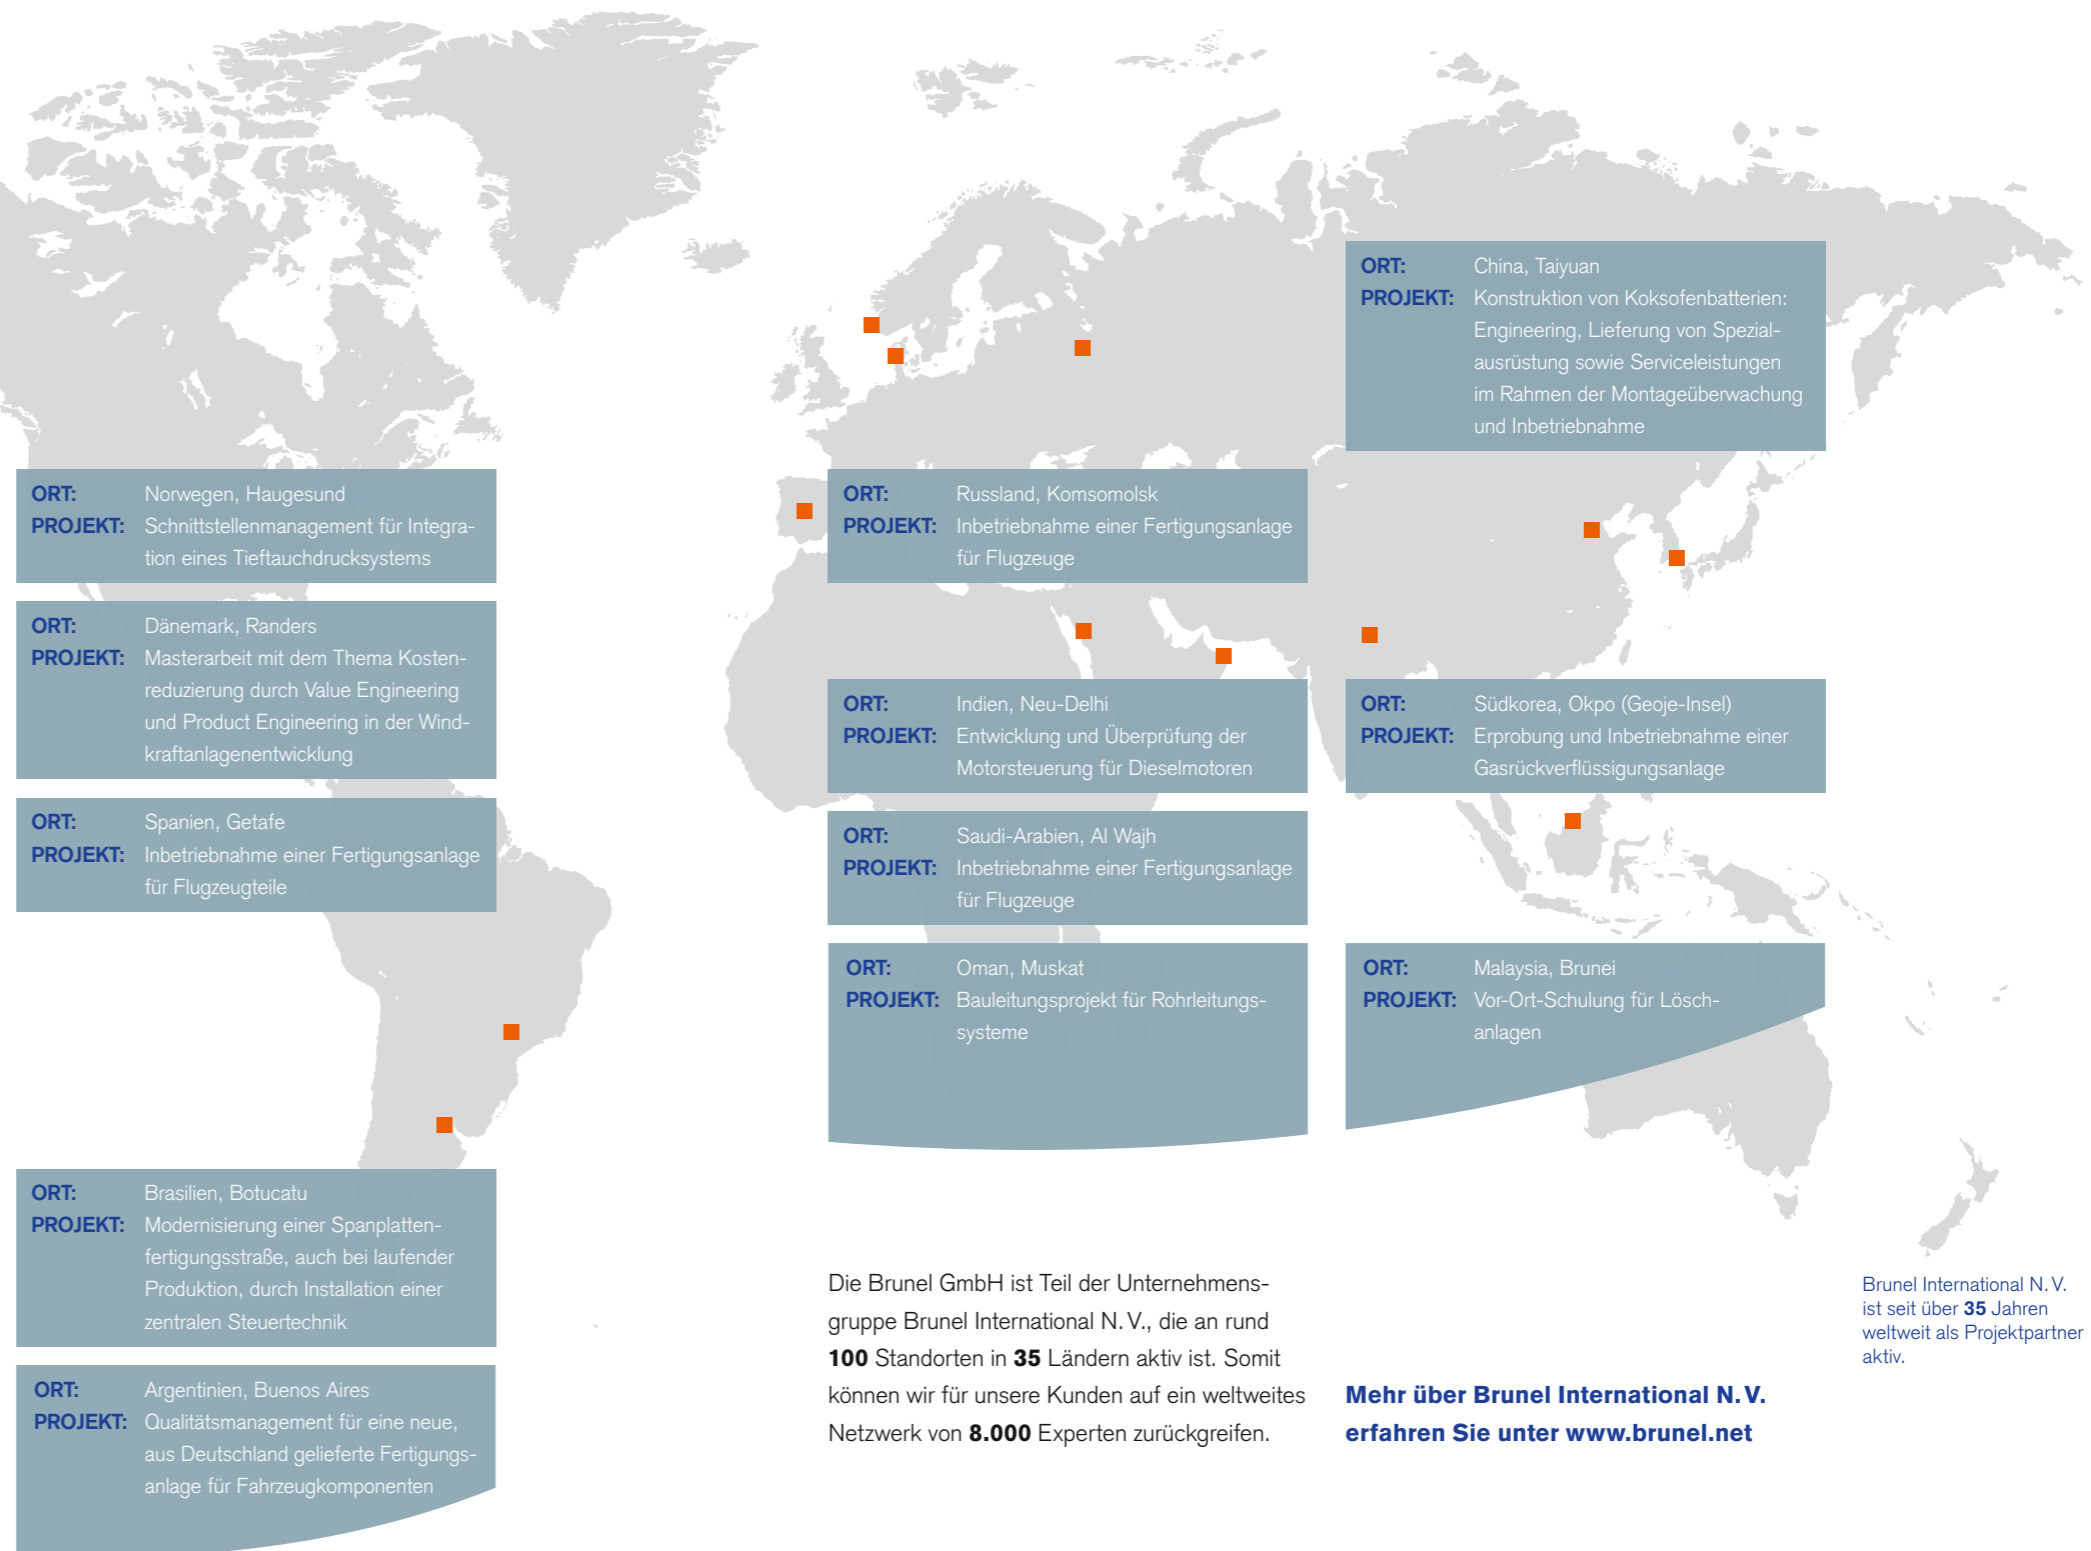 ORT: Norwegen, Haugesund
PROJEKT: Schnittstellenmanagement für Integra-
tion eines Tieftauchdrucksystems
ORT: Dänemark, Randers
PROJEKT: Masterarbeit mit dem Thema Kosten-
reduzierung durch Value Engineering
und Product Engineering in der Wind-
kraftanlagenentwicklung
ORT: Spanien, Getafe
PROJEKT: Inbetriebnahme einer Fertigungsanlage
für Flugzeugteile
ORT: Brasilien, Botucatu
PROJEKT: Modernisierung einer Spanplatten-
fertigungsstraße, auch bei laufender
Produktion, durch Installation einer
zentralen Steuertechnik
ORT: Argentinien, Buenos Aires
PROJEKT: Qualitätsmanagement für eine neue,
aus Deutschland gelieferte Fertigungs-
anlage für Fahrzeugkomponenten
ORT: Russland, Komsomolsk
PROJEKT: Inbetriebnahme einer Fertigungsanlage
für Flugzeuge
ORT: Indien, Neu-Delhi
PROJEKT: Entwicklung und Überprüfung der
Motorsteuerung für Dieselmotoren
ORT: Saudi-Arabien, Al Wajh
PROJEKT: Inbetriebnahme einer Fertigungsanlage
für Flugzeuge
ORT: Oman, Muskat
PROJEKT: Bauleitungsprojekt für Rohrleitungs-
systeme
ORT: China, Taiyuan
PROJEKT: Konstruktion von Koksofenbatterien:
Engineering, Lieferung von Spezial-
ausrüstung sowie Serviceleistungen
im Rahmen der Montageüberwachung
und Inbetriebnahme
ORT: Südkorea, Okpo (Geoje-Insel)
PROJEKT: Erprobung und Inbetriebnahme einer
Gasrückverflüssigungsanlage
ORT: Malaysia, Brunei
PROJEKT: Vor-Ort-Schulung für Lösch-
anlagen
Die Brunel GmbH ist Teil der Unternehmens-
gruppe Brunel International N. V., die an rund
100 Standorten in 35 Ländern aktiv ist. Somit
können wir für unsere Kunden auf ein weltweites
Netzwerk von 8.000 Experten zurückgreifen.
Mehr über Brunel International N. V.
erfahren Sie unter www.brunel.net
Brunel International N. V.
ist seit über 35 Jahren
weltweit als Projektpartner
aktiv.